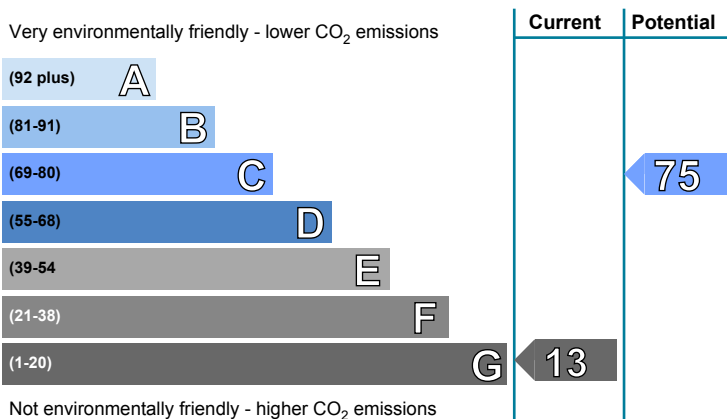 Current Potential
Very environmentally friendly - lower CO2 emissions
(92 plus) A
(81-91) B
(69-80) C 75
(55-68) D
(39-54 E
(21-38) F
(1-20) G 13
Not environmentally friendly - higher CO2 emissions